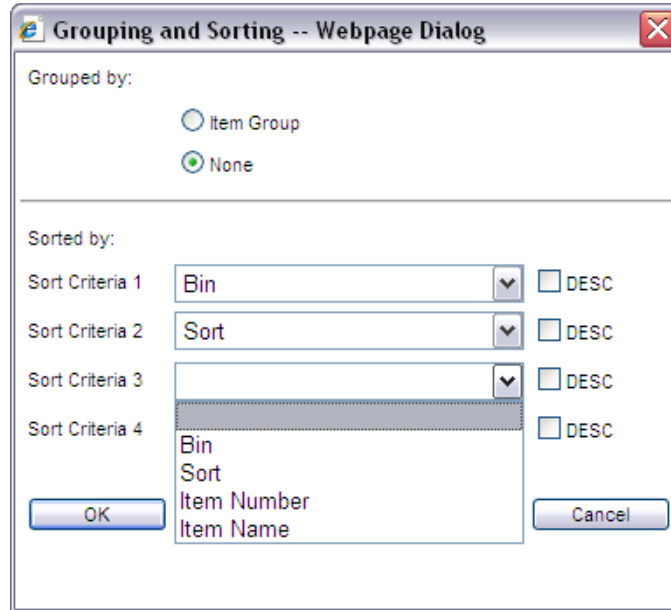 Grouping and Sorting -- Webpage Dialog
Grouped by:
Item Group
None
Sorted by:
Sort Criteria 1 Bin DESC
Sort Criteria 2 Sort DESC
Sort Criteria 3 DESC
Sort Criteria 4 DESC
Bin
Sort
Item Number
Item Name
OK Cancel